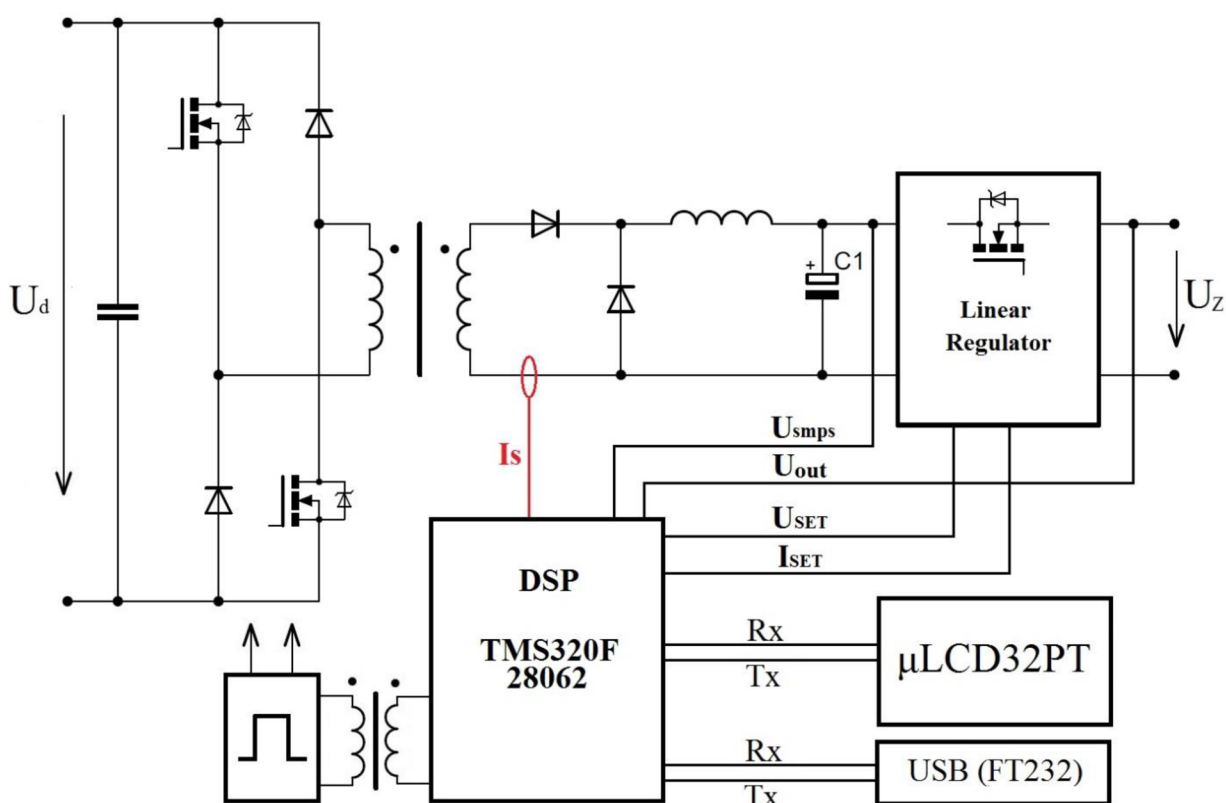 Ud
+
C1
Linear
Regulator
Uz
Usmps
Is
Uout
USET
ISET
DSP
TMS320F
28062
Rx
Tx
μLCD32PT
Rx
Tx
USB (FT232)